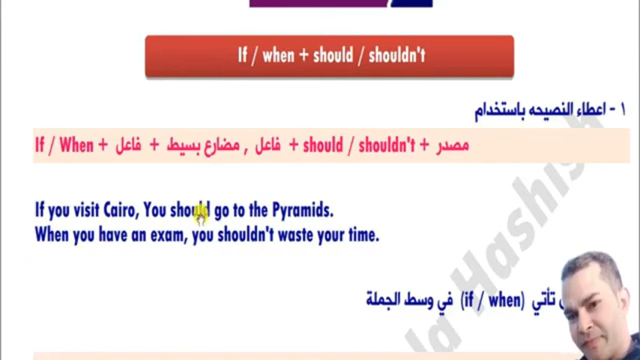 If / when + should / shouldn't
١ - اعطاء النصيحه باستخدام
If / When + فاعل + مضارع بسيط , فاعل + should / shouldn't + مصدر
If you visit Cairo, You should go to the Pyramids.
When you have an exam, you shouldn't waste your time.
تأتي (if / when) في وسط الجملة
la Hashish